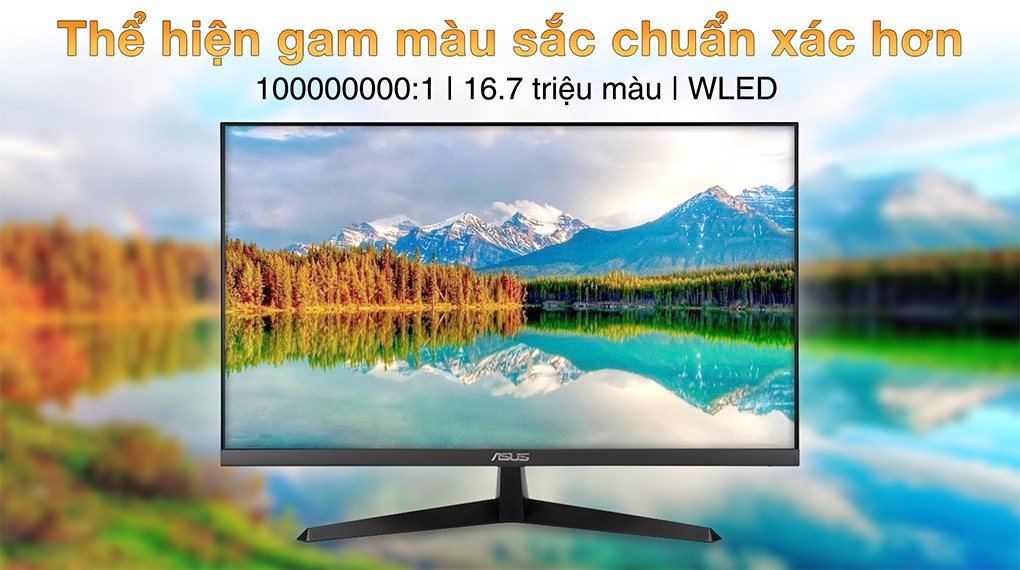 Thể hiện gam màu sắc chuẩn xác hơn
100000000:1 | 16.7 triệu màu | WLED
ASUS